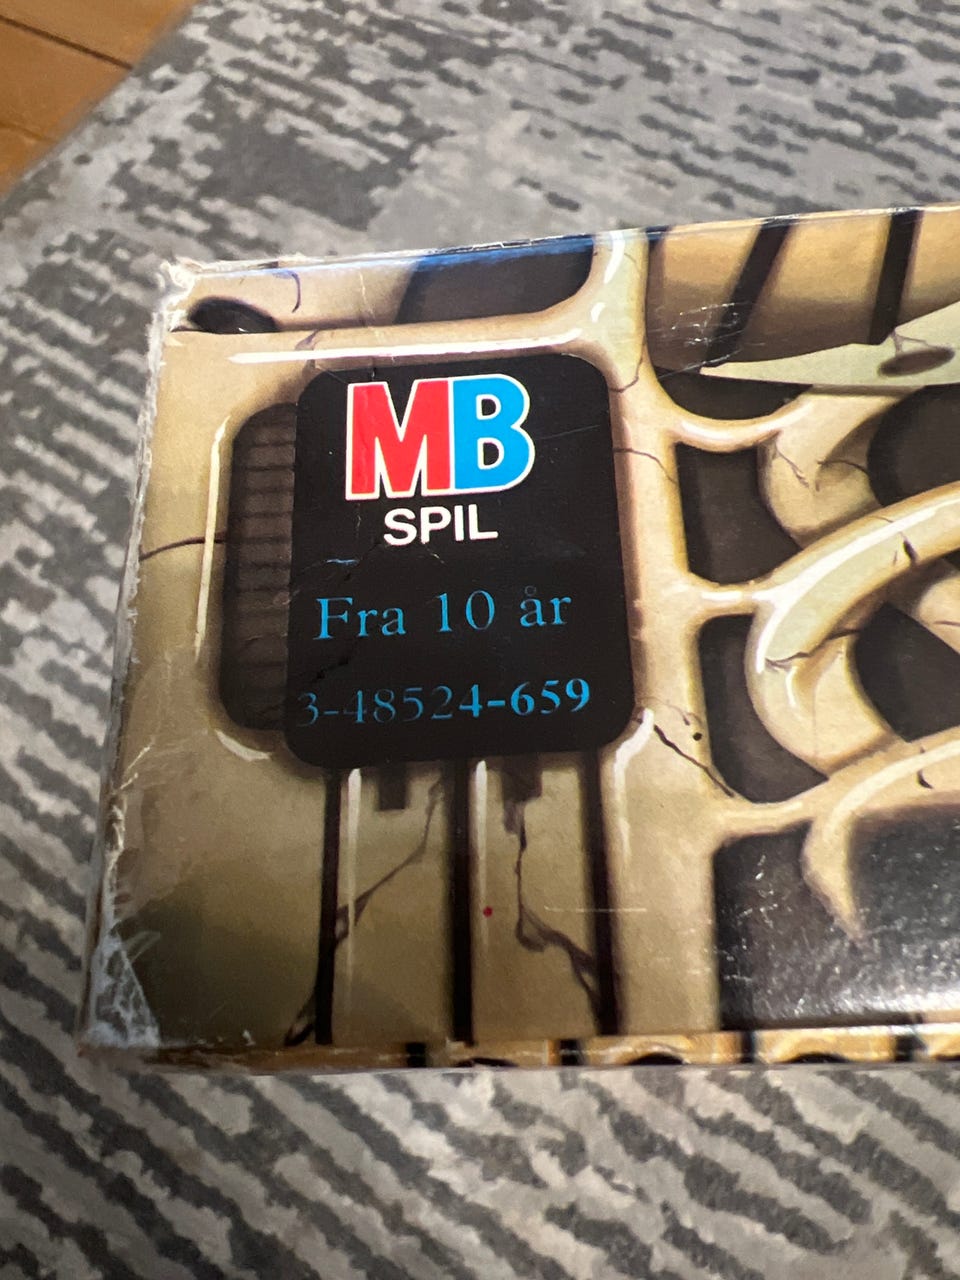 MB
SPIL
Fra 10 år
3-48524-659